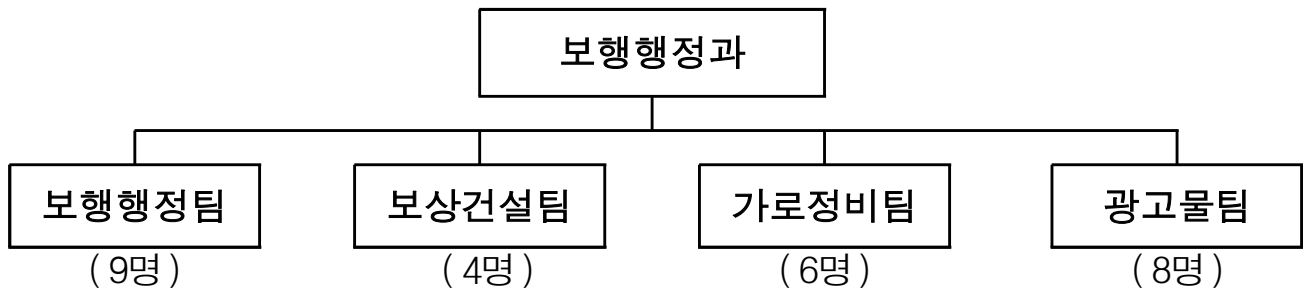 보행행정과
보행행정팀 보상건설팀 가로정비팀 광고물팀
( 9명 ) ( 4명 ) ( 6명 ) ( 8명 )